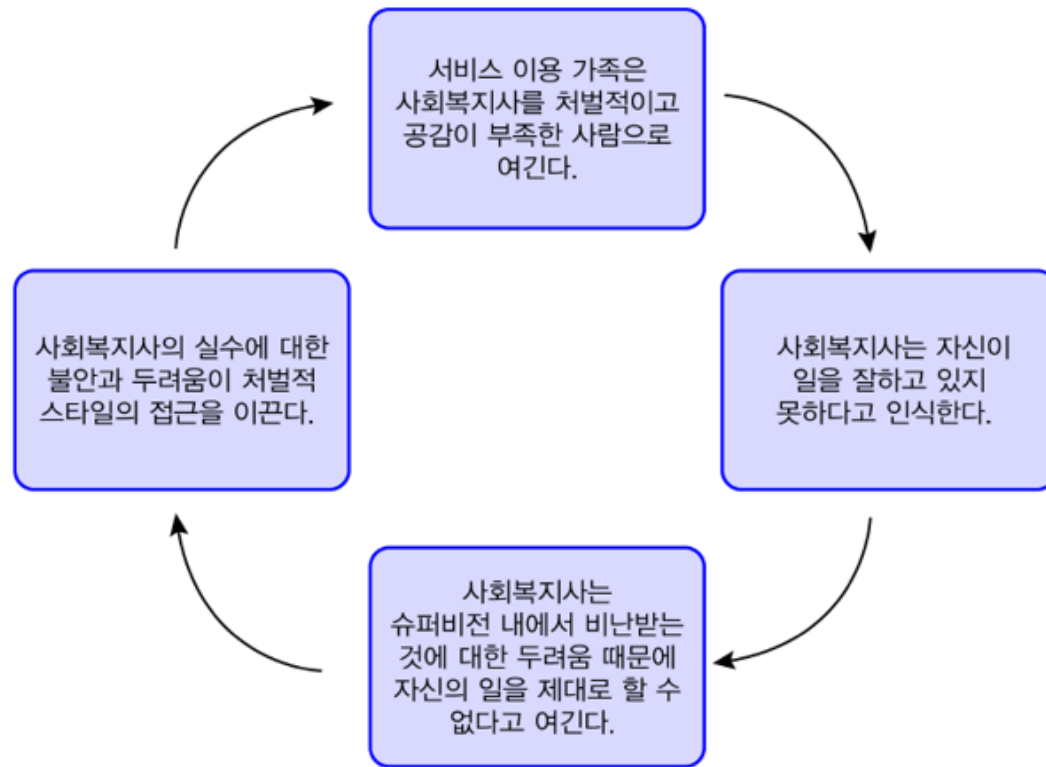 서비스 이용 가족은
사회복지사를 처벌적이고
공감이 부족한 사람으로
여긴다.
사회복지사는 자신이
일을 잘하고 있지
못하다고 인식한다.
사회복지사는
슈퍼비전 내에서 비난받는
것에 대한 두려움 때문에
자신의 일을 제대로 할 수
없다고 여긴다.
사회복지사의 실수에 대한
불안과 두려움이 처벌적
스타일의 접근을 이끈다.